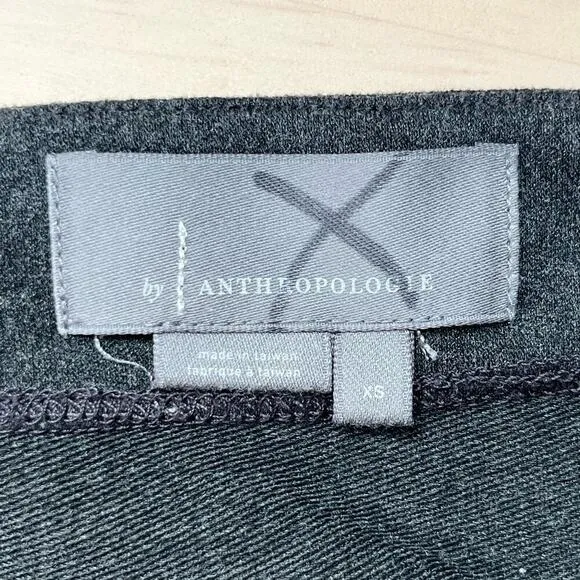 by ANTHROPOLOGIE
made in taiwan
fabriqué à taiwan
XS